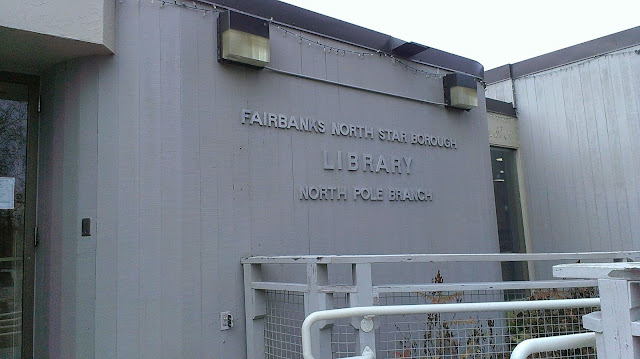 FAIRBANKS NORTH STAR BOROUGH
LIBRARY
NORTH POLE BRANCH